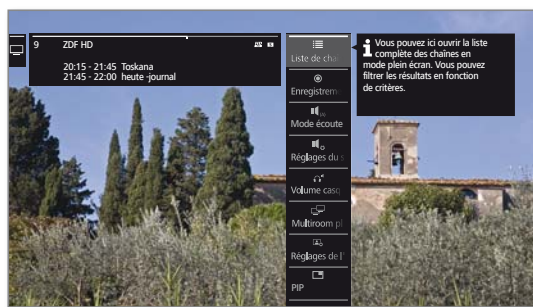 9 ZDF HD
20:15 - 21:45 Toskana
21:45 - 22:00 heute -journal
Liste de cha
Enregistreme
Mode écoute
Réglages du s
Volume casq
Multiroom pl
Réglages de l'
PIP
Vous pouvez ici ouvrir la liste
complète des chaînes en
mode plein écran. Vous pouvez
filtrer les résultats en fonction
de critères.